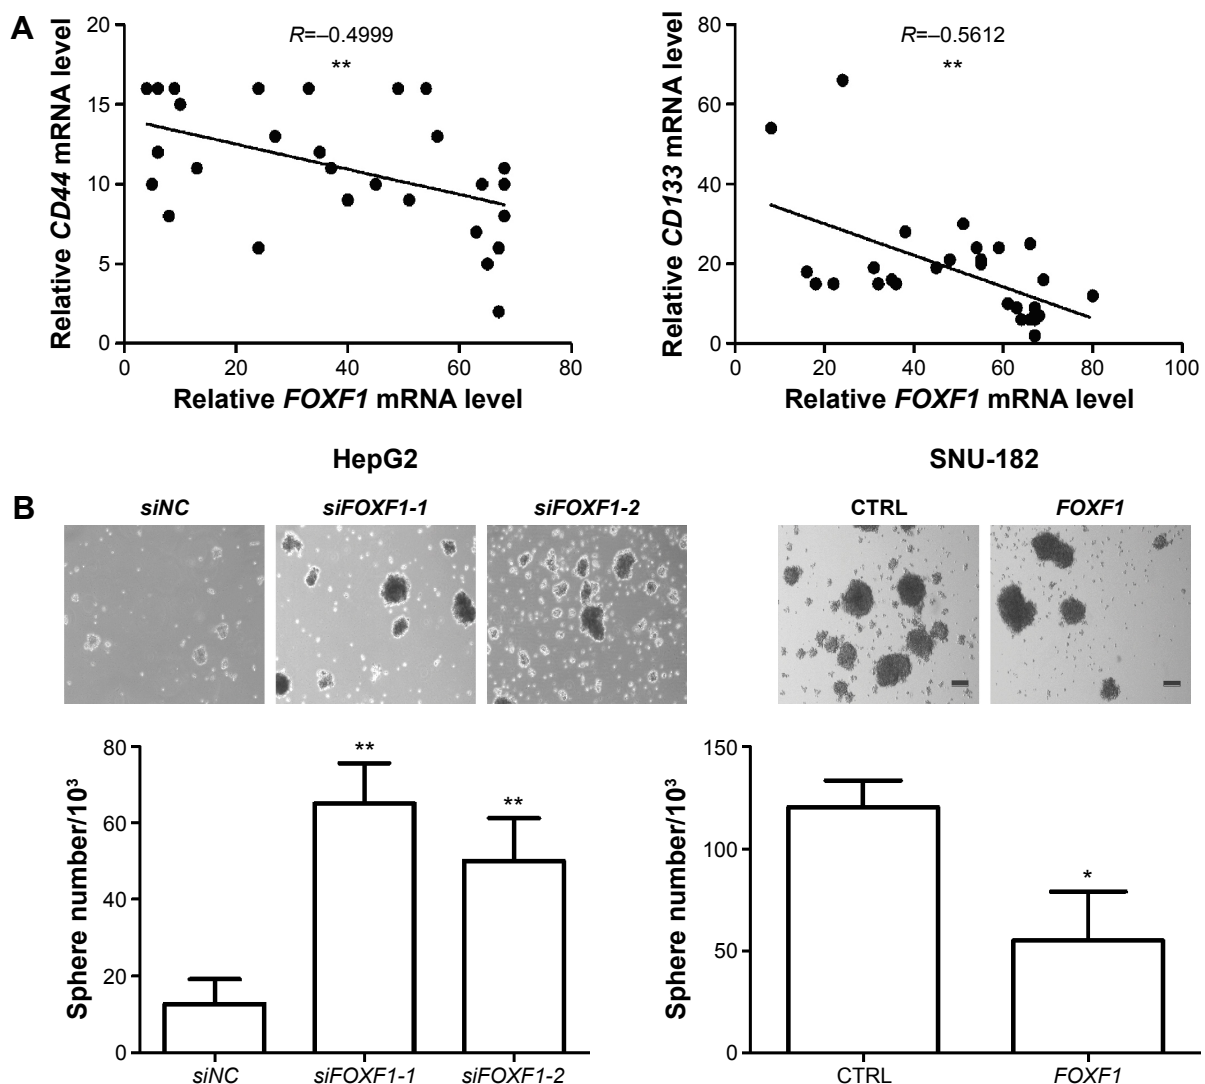 A
R=–0.4999
**
Relative CD44 mRNA level
20
15
10
5
0
0 20 40 60 80
Relative FOXF1 mRNA level
R=–0.5612
**
Relative CD133 mRNA level
80
60
40
20
0
0 20 40 60 80 100
Relative FOXF1 mRNA level
HepG2
SNU-182
B
siNC siFOXF1-1 siFOXF1-2
CTRL FOXF1
Sphere number/10³
80
60
40
20
0
**
**
siNC siFOXF1-1 siFOXF1-2
Sphere number/10³
150
100
50
0
*
CTRL FOXF1